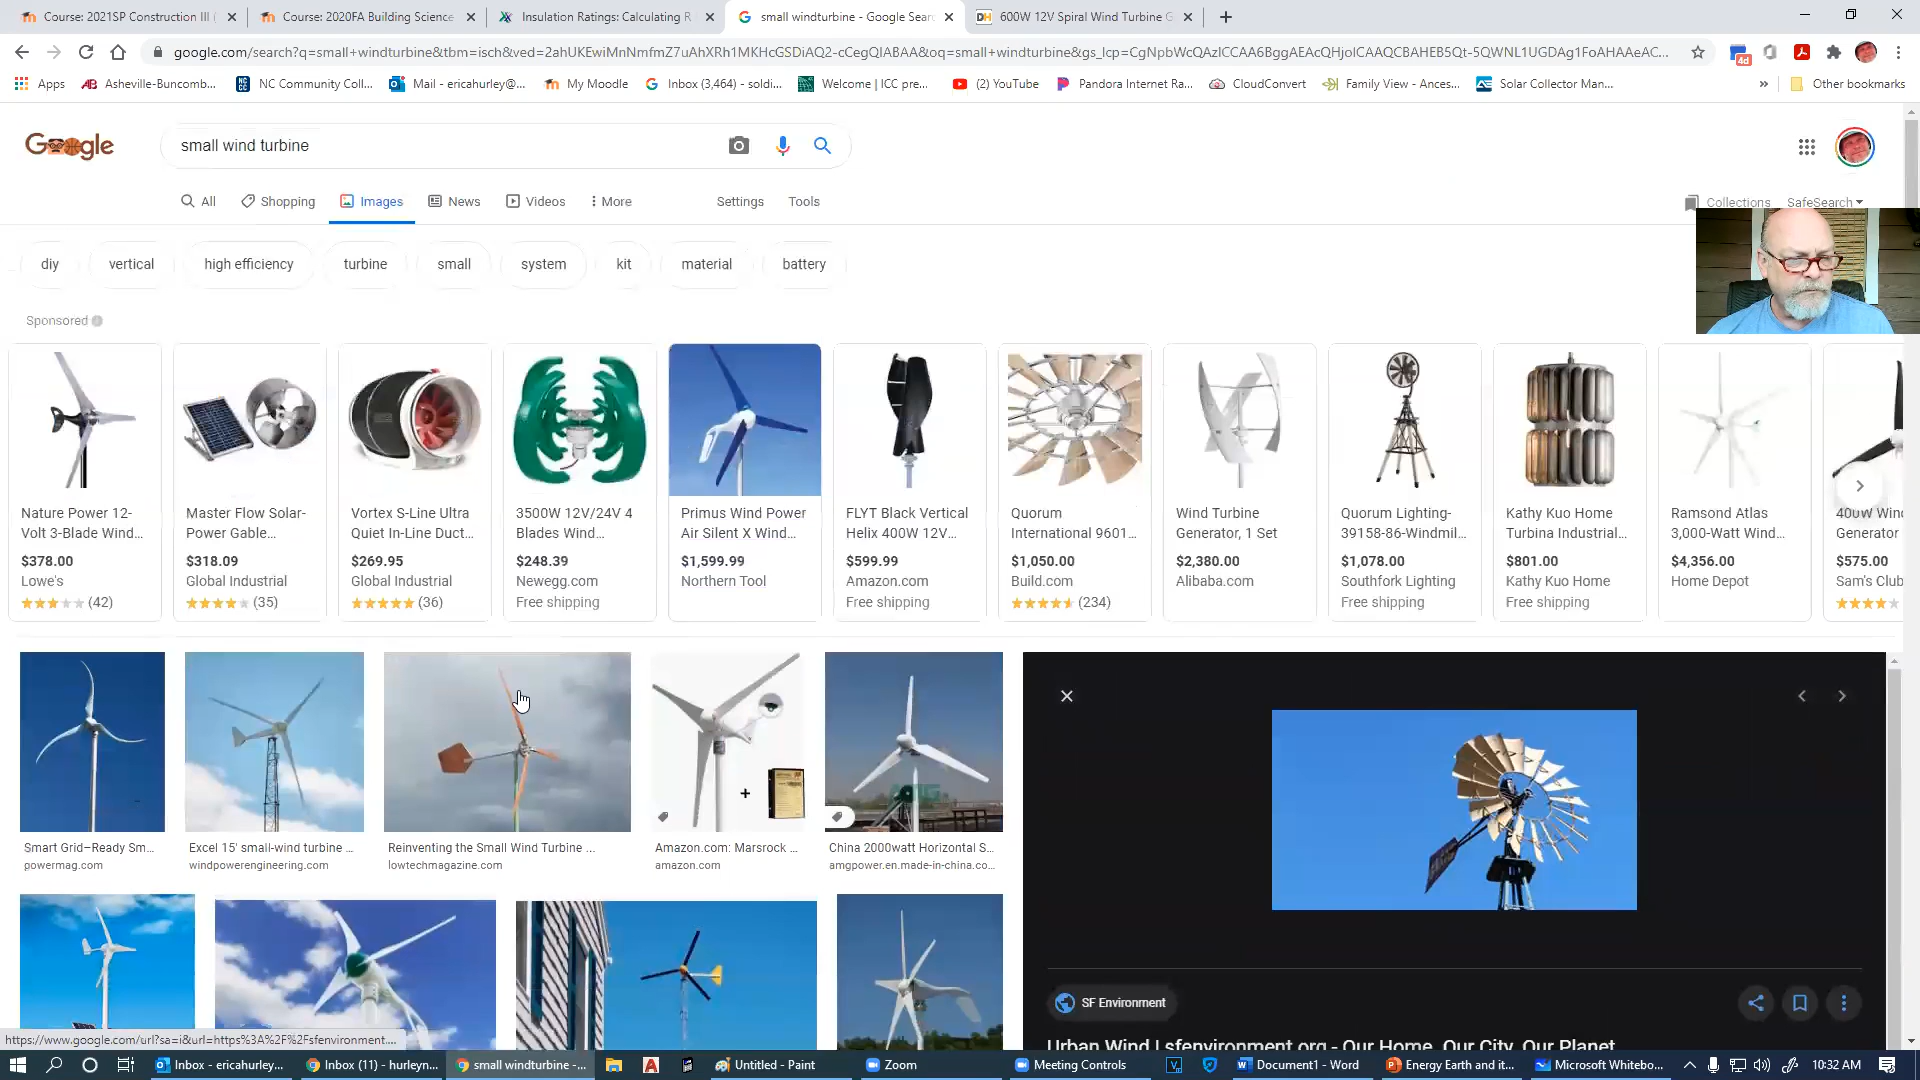 Course: 2021SP Construction III (
Course: 2020FA Building Science
Insulation Ratings: Calculating R
small windturbine - Google Sear
600W 12V Spiral Wind Turbine G
google.com/search?q=small+windturbine&tbm=isch&ved=2ahUKEwiMnNmfmZ7uAhXRh1MKHcGSDiAQ2-cCegQIABAA&oq=small+windturbine&gs_lcp=CgNpbWcQAzICCAA6BggAEAcQHjoICAAQCBAHEB5Qt-5QWNL1UGDAg1FoAHAAeAC...
4d
Apps
AB Asheville-Buncomb...
NC Community Coll...
Mail - ericahurley@...
My Moodle
Inbox (3,464) - soldi...
Welcome | ICC pre...
(2) YouTube
Pandora Internet Ra...
CloudConvert
Family View - Ances...
Solar Collector Man...
»
Other bookmarks
Google
small wind turbine
All
Shopping
Images
News
Videos
More
Settings
Tools
Collections
SafeSearch
diy
vertical
high efficiency
turbine
small
system
kit
material
battery
Sponsored
Nature Power 12-
Volt 3-Blade Wind...
$378.00
Lowe's
(42)
Master Flow Solar-
Power Gable...
$318.09
Global Industrial
(35)
Vortex S-Line Ultra
Quiet In-Line Duct...
$269.95
Global Industrial
(36)
3500W 12V/24V 4
Blades Wind...
$248.39
Newegg.com
Free shipping
Primus Wind Power
Air Silent X Wind...
$1,599.99
Northern Tool
FLYT Black Vertical
Helix 400W 12V...
$599.99
Amazon.com
Free shipping
Quorum
International 9601...
$1,050.00
Build.com
(234)
Wind Turbine
Generator, 1 Set
$2,380.00
Alibaba.com
Quorum Lighting-
39158-86-Windmil...
$1,078.00
Southfork Lighting
Free shipping
Kathy Kuo Home
Turbina Industrial...
$801.00
Kathy Kuo Home
Free shipping
Ramsond Atlas
3,000-Watt Wind...
$4,356.00
Home Depot
400W Wind
Generator
$575.00
Sam's Club
Smart Grid–Ready Sm...
powermag.com
Excel 15' small-wind turbine ...
windpowerengineering.com
Reinventing the Small Wind Turbine ...
lowtechmagazine.com
Amazon.com: Marsrock ...
amazon.com
China 2000watt Horizontal S...
amgpower.en.made-in-china.co...
SF Environment
Urban Wind | sfenvironment.org - Our Home. Our City. Our Planet
https://www.google.com/url?sa=i&url=https%3A%2F%2Fsfenvironment....
Inbox - ericahurley...
Inbox (11) - hurleyn...
small windturbine -...
Untitled - Paint
Zoom
Meeting Controls
Document1 - Word
Energy Earth and it...
Microsoft Whitebo...
10:32 AM